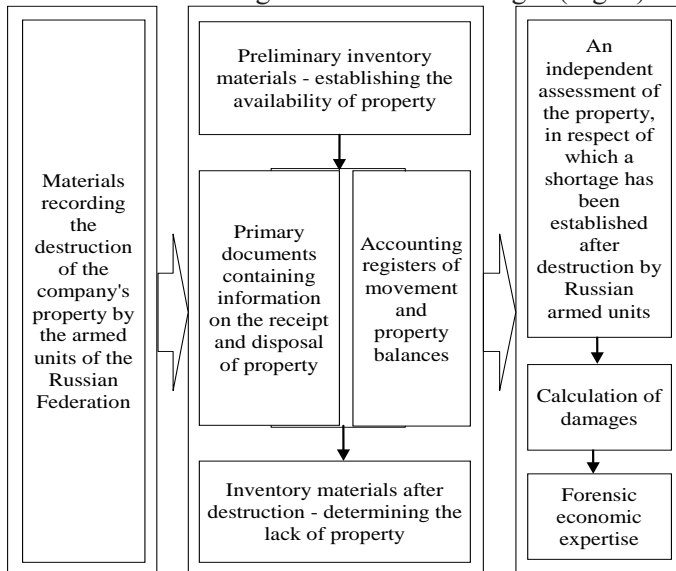 Materials
recording
the
destruction
of the
company's
property by
the armed
units of the
Russian
Federation
Preliminary inventory
materials - establishing the
availability of property
Primary
documents
containing
information
on the receipt
and disposal
of property
Accounting
registers of
movement
and
property
balances
Inventory materials after
destruction - determining the
lack of property
An
independent
assessment of
the property,
in respect of
which a
shortage has
been
established
after
destruction by
Russian
armed units
Calculation of
damages
Forensic
economic
expertise